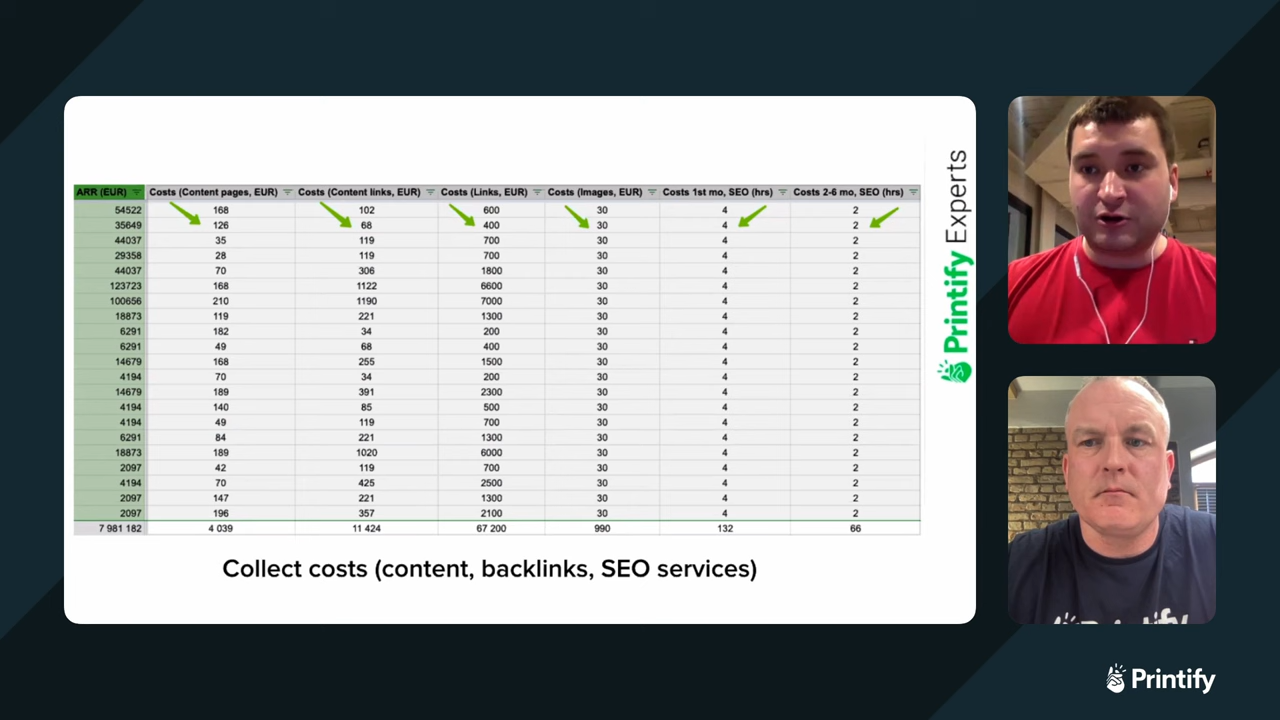 ARR (EUR) Costs (Content pages, EUR) Costs (Content links, EUR) Costs (Links, EUR) Costs (Images, EUR) Costs 1st mo, SEO (hrs) Costs 2-6 mo, SEO (hrs)
54522 168 102 600 30 4 2
35649 126 68 400 30 4 2
44037 35 119 700 30 4 2
29358 28 119 700 30 4 2
44037 70 306 1800 30 4 2
123723 168 1122 6600 30 4 2
100656 210 1190 7000 30 4 2
18873 119 221 1300 30 4 2
6291 182 34 200 30 4 2
6291 49 68 400 30 4 2
14679 168 255 1500 30 4 2
4194 70 34 200 30 4 2
14679 189 391 2300 30 4 2
4194 140 85 500 30 4 2
4194 49 119 700 30 4 2
6291 84 221 1300 30 4 2
18873 189 1020 6000 30 4 2
2097 42 119 700 30 4 2
4194 70 425 2500 30 4 2
2097 147 221 1300 30 4 2
2097 196 357 2100 30 4 2
7 981 182 4 039 11 424 67 200 990 132 66
Collect costs (content, backlinks, SEO services)
Printify Experts
Printify
Printify